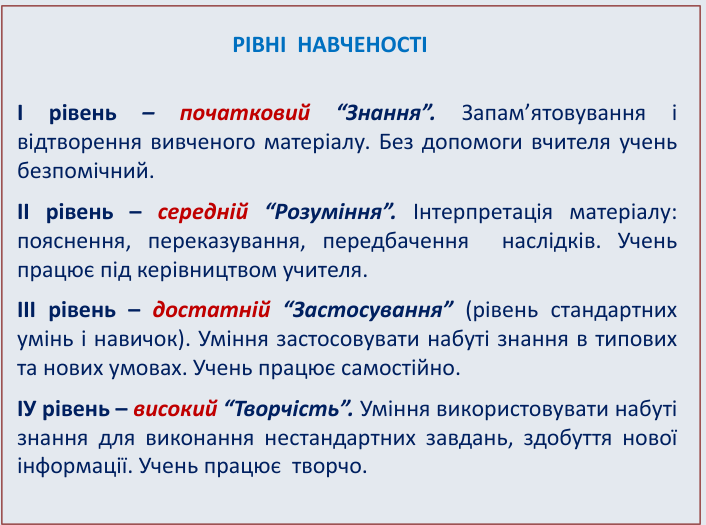 РІВНІ НАВЧЕНОСТІ
І рівень – початковий “Знання”. Запам’ятовування і
відтворення вивченого матеріалу. Без допомоги вчителя учень
безпомічний.
ІІ рівень – середній “Розуміння”. Інтерпретація матеріалу:
пояснення, переказування, передбачення наслідків. Учень
працює під керівництвом учителя.
ІІІ рівень – достатній “Застосування” (рівень стандартних
умінь і навичок). Уміння застосовувати набуті знання в типових
та нових умовах. Учень працює самостійно.
ІУ рівень – високий “Творчість”. Уміння використовувати набуті
знання для виконання нестандартних завдань, здобуття нової
інформації. Учень працює творчо.